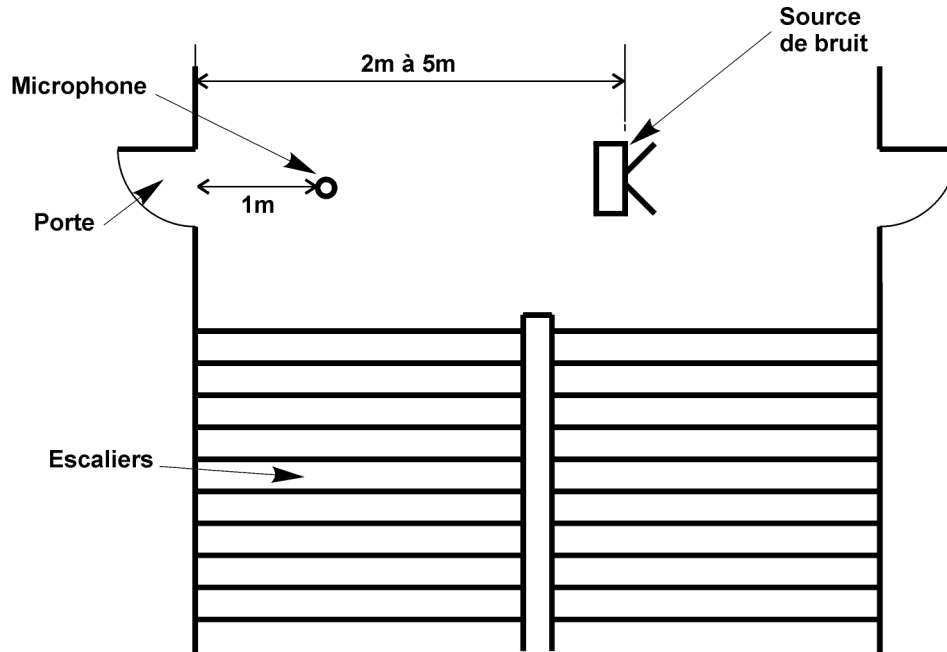 Source
de bruit
2m à 5m
Microphone
1m
Porte
Escaliers